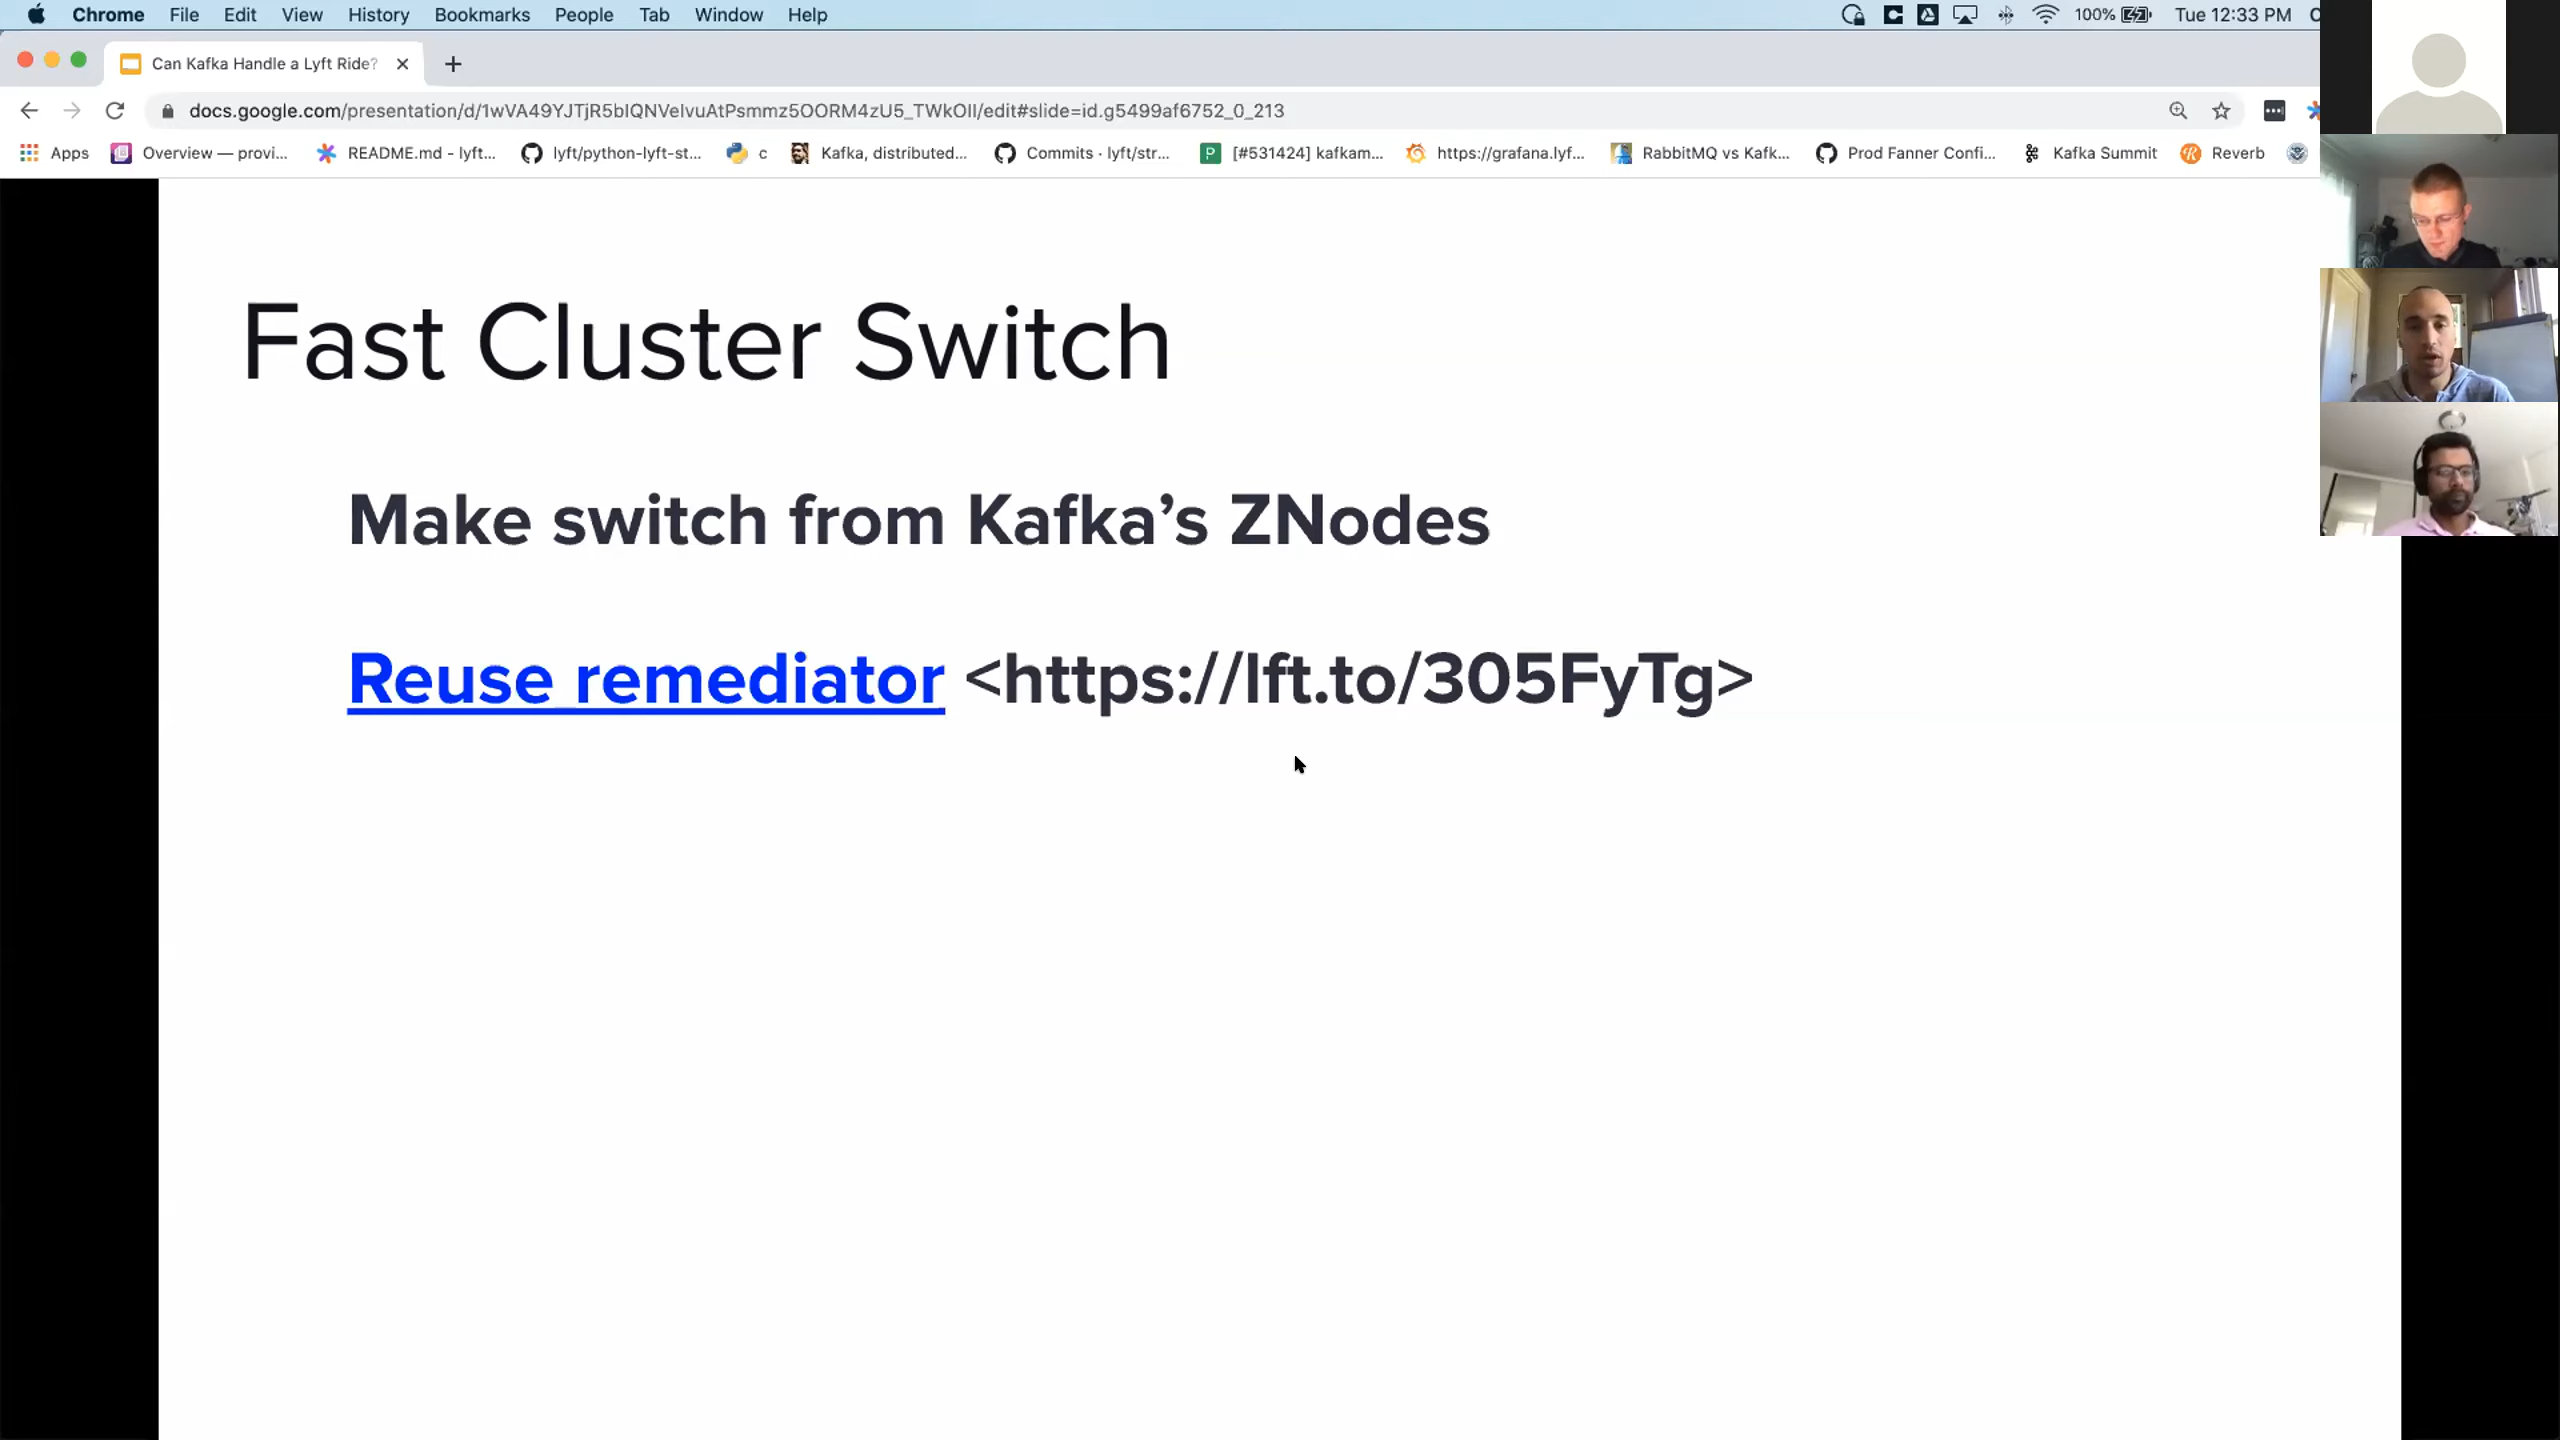 Chrome File Edit View History Bookmarks People Tab Window Help 100% Tue 12:33 PM
Can Kafka Handle a Lyft Ride?
docs.google.com/presentation/d/1wVA49YJTjR5bIQNVeIvuAtPsmmz5OORM4zU5_TWkOII/edit#slide=id.g5499af6752_0_213
Apps Overview — provi... README.md - lyft... lyft/python-lyft-st... c Kafka, distributed... Commits · lyft/str... [#531424] kafkam... https://grafana.lyf... RabbitMQ vs Kafk... Prod Fanner Confi... Kafka Summit Reverb
Fast Cluster Switch
Make switch from Kafka’s ZNodes
Reuse remediator <https://lft.to/305FyTg>